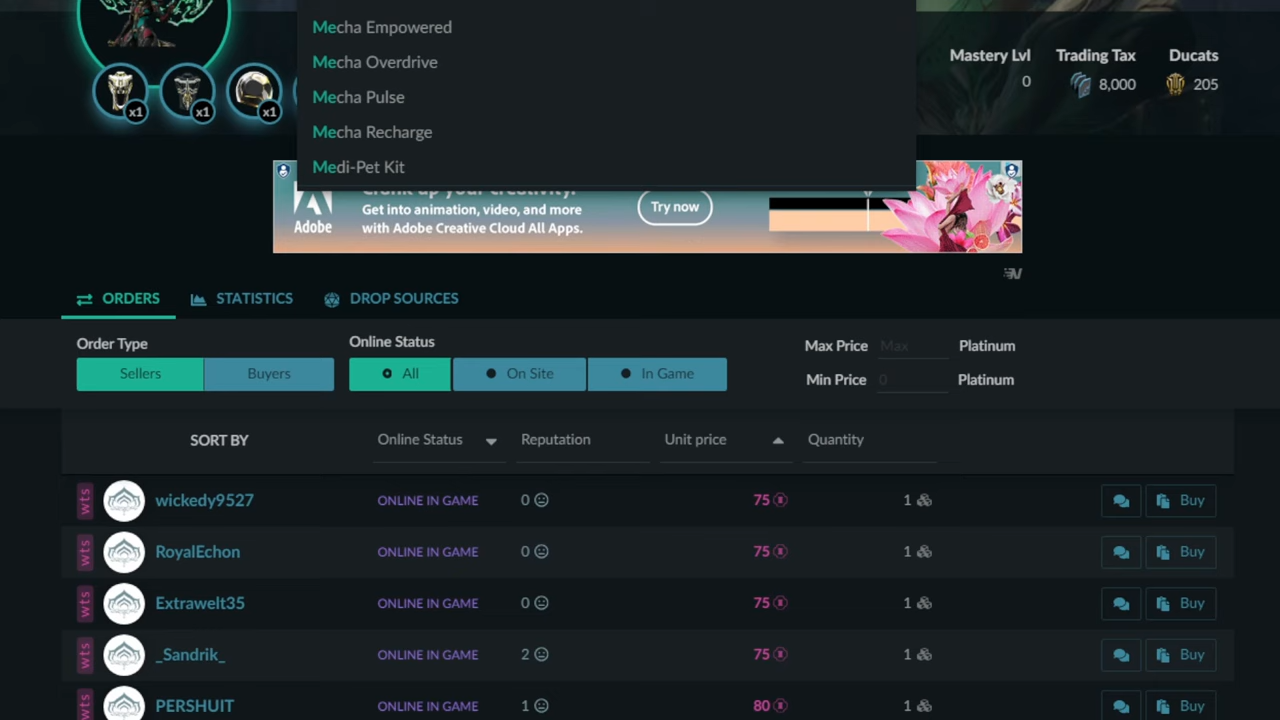 Mecha Empowered
Mecha Overdrive
Mecha Pulse
Mecha Recharge
Medi-Pet Kit
Mastery Lvl Trading Tax Ducats
0 8,000 205
x1 x1 x1
Crank up your creativity.
Get into animation, video, and more
with Adobe Creative Cloud All Apps.
Adobe
Try now
ORDERS STATISTICS DROP SOURCES
Order Type Online Status
Sellers Buyers All On Site In Game
Max Price Max Platinum
Min Price 0 Platinum
SORT BY Online Status Reputation Unit price Quantity
wts wickedy9527 ONLINE IN GAME 0 75 1 Buy
wts RoyalEchon ONLINE IN GAME 0 75 1 Buy
wts Extrawelt35 ONLINE IN GAME 0 75 1 Buy
wts _Sandrik_ ONLINE IN GAME 2 75 1 Buy
wts PERSHUIT ONLINE IN GAME 1 80 1 Buy